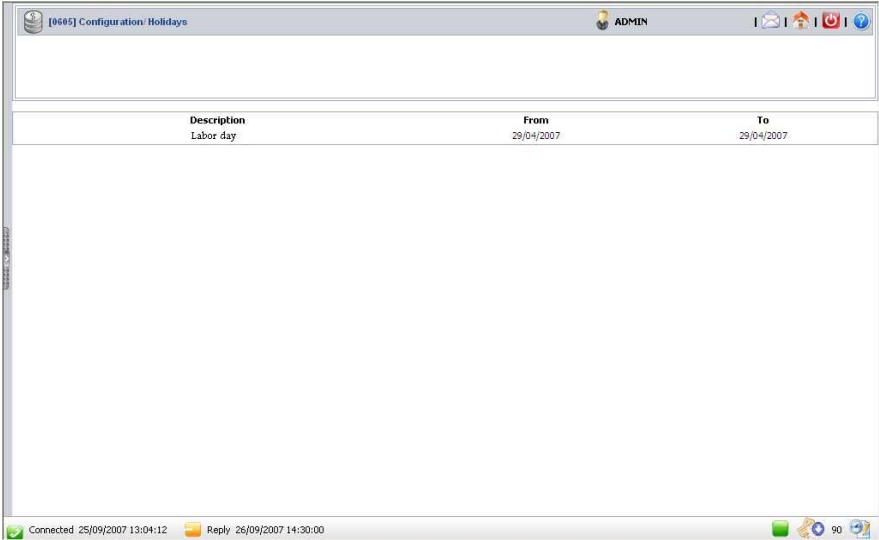 [0605] Configuration/Holidays ADMIN | | | |
Description From To
Labor day 29/04/2007 29/04/2007
Connected 25/09/2007 13:04:12 Reply 26/09/2007 14:30:00 90